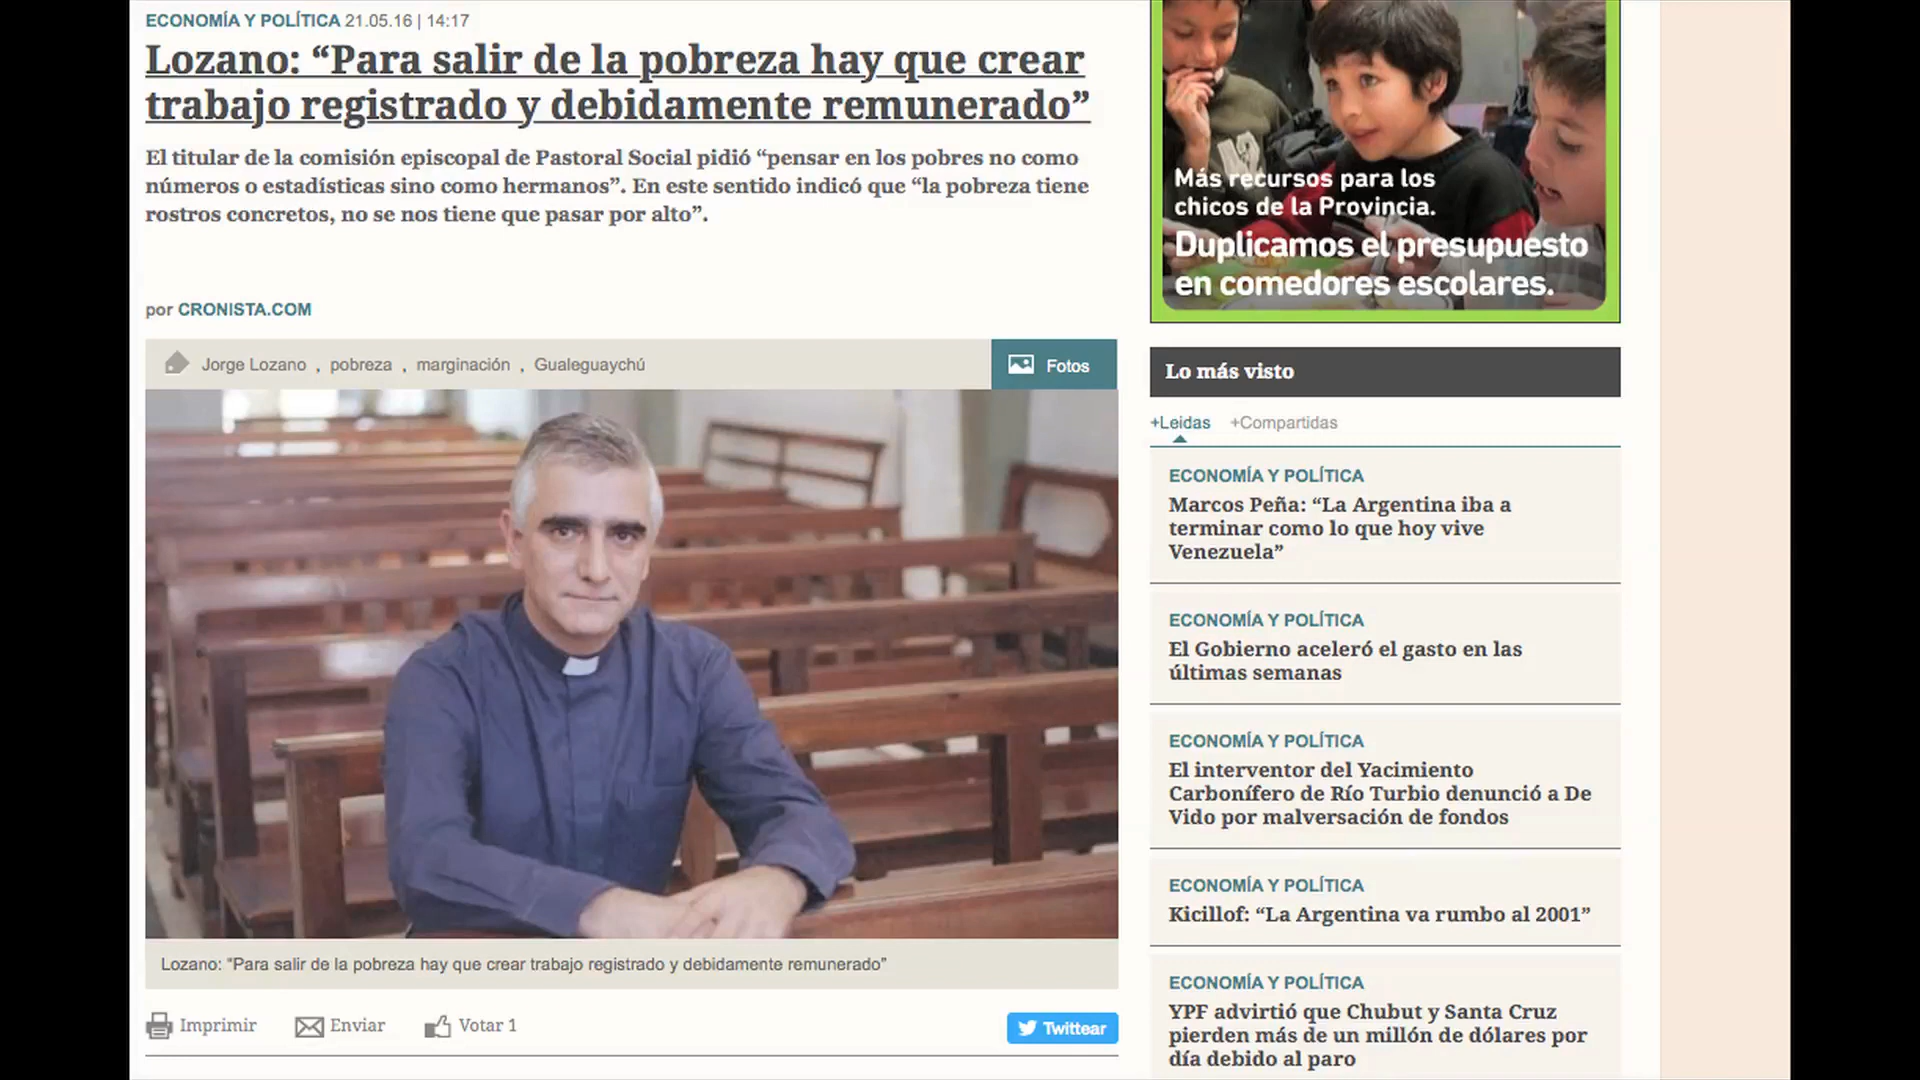 ECONOMÍA Y POLÍTICA 21.05.16 | 14:17
Lozano: “Para salir de la pobreza hay que crear
trabajo registrado y debidamente remunerado”
El titular de la comisión episcopal de Pastoral Social pidió “pensar en los pobres no como
números o estadísticas sino como hermanos”. En este sentido indicó que “la pobreza tiene
rostros concretos, no se nos tiene que pasar por alto”.
por CRONISTA.COM
Jorge Lozano , pobreza , marginación , Gualeguaychú
Fotos
Lozano: "Para salir de la pobreza hay que crear trabajo registrado y debidamente remunerado"
Imprimir Enviar Votar 1
Twittear
Más recursos para los
chicos de la Provincia.
Duplicamos el presupuesto
en comedores escolares.
Lo más visto
+Leidas +Compartidas
ECONOMÍA Y POLÍTICA
Marcos Peña: “La Argentina iba a
terminar como lo que hoy vive
Venezuela”
ECONOMÍA Y POLÍTICA
El Gobierno aceleró el gasto en las
últimas semanas
ECONOMÍA Y POLÍTICA
El interventor del Yacimiento
Carbonífero de Río Turbio denunció a De
Vido por malversación de fondos
ECONOMÍA Y POLÍTICA
Kicillof: “La Argentina va rumbo al 2001”
ECONOMÍA Y POLÍTICA
YPF advirtió que Chubut y Santa Cruz
pierden más de un millón de dólares por
día debido al paro